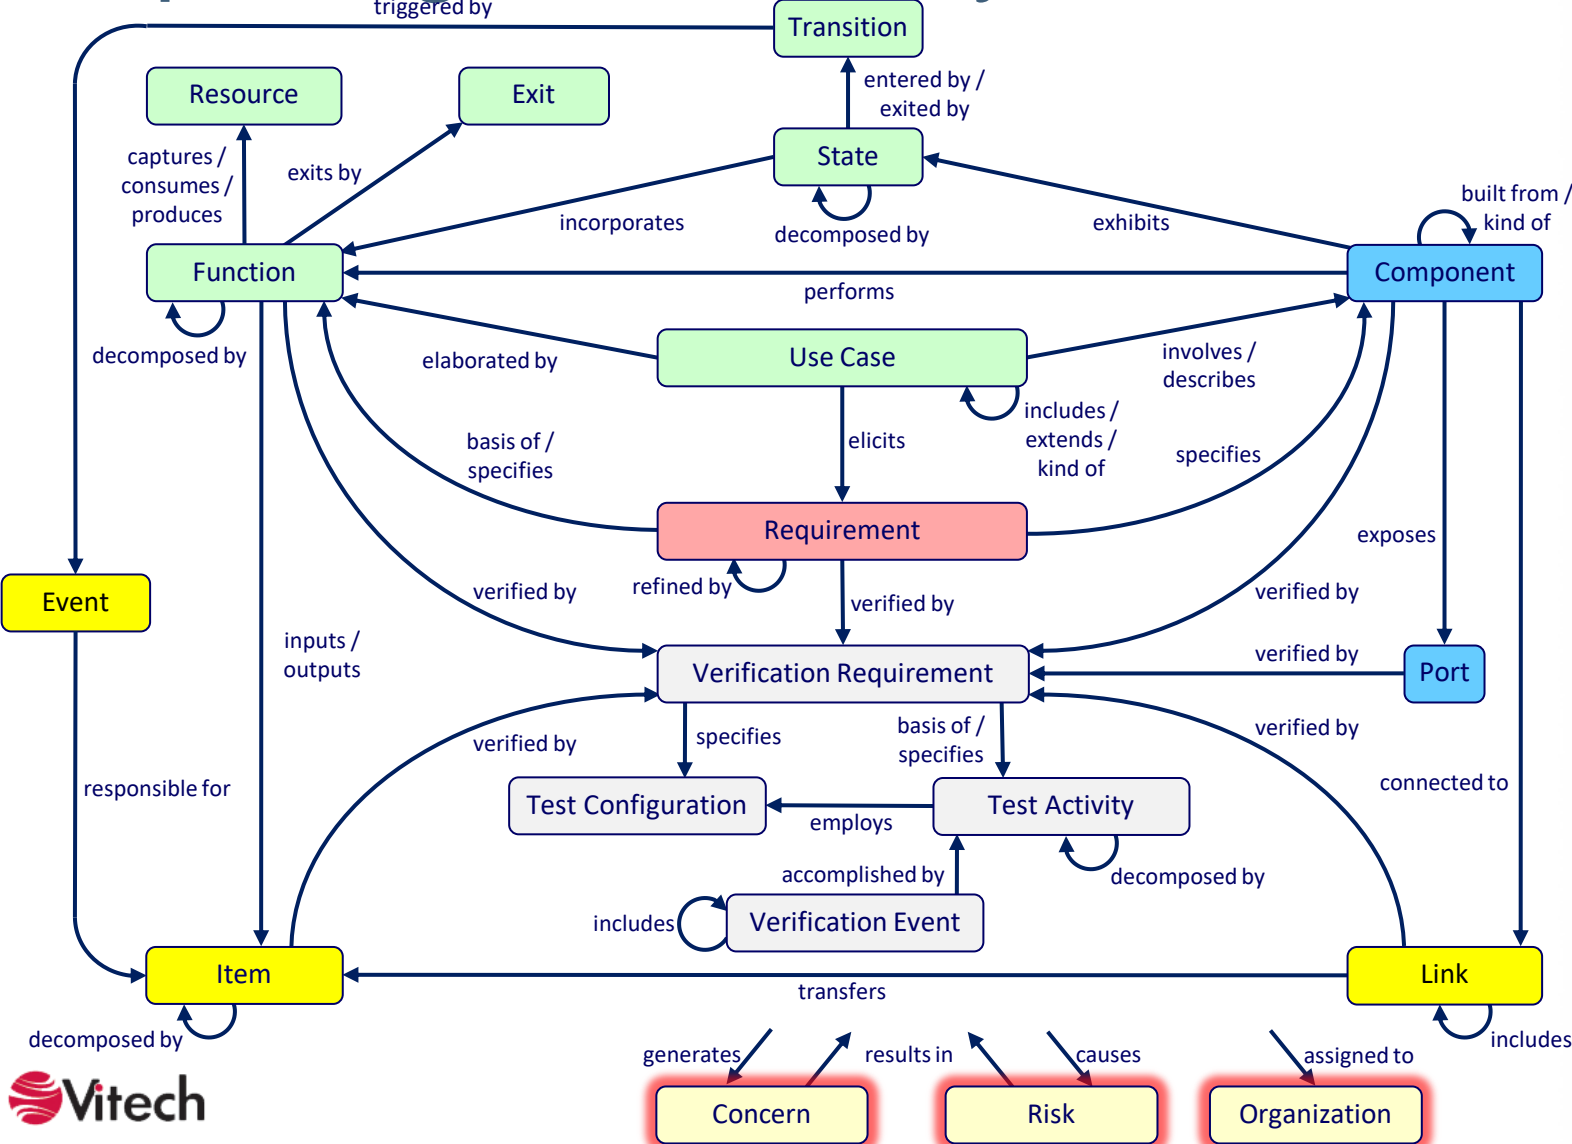 triggered by
Transition
Resource
Exit
entered by /
exited by
captures /
consumes /
produces
exits by
State
incorporates
decomposed by
exhibits
built from /
kind of
Function
Component
performs
decomposed by
elaborated by
Use Case
involves /
describes
includes /
extends /
kind of
basis of /
specifies
elicits
specifies
Requirement
exposes
refined by
verified by
verified by
verified by
Event
inputs /
outputs
Verification Requirement
verified by
Port
verified by
specifies
basis of /
specifies
verified by
responsible for
Test Configuration
employs
Test Activity
connected to
accomplished by
decomposed by
includes
Verification Event
Item
transfers
Link
decomposed by
includes
generates
results in
causes
assigned to
Vitech
Concern
Risk
Organization